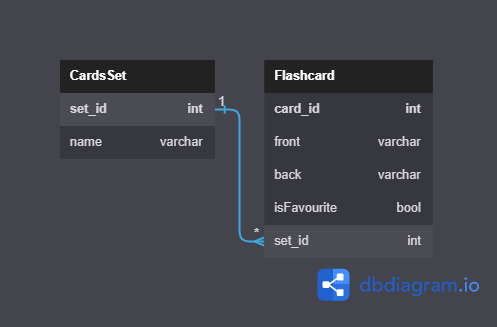 CardsSet
set_id int
name varchar
1
Flashcard
card_id int
front varchar
back varchar
isFavourite bool
* set_id int
dbdiagram.io